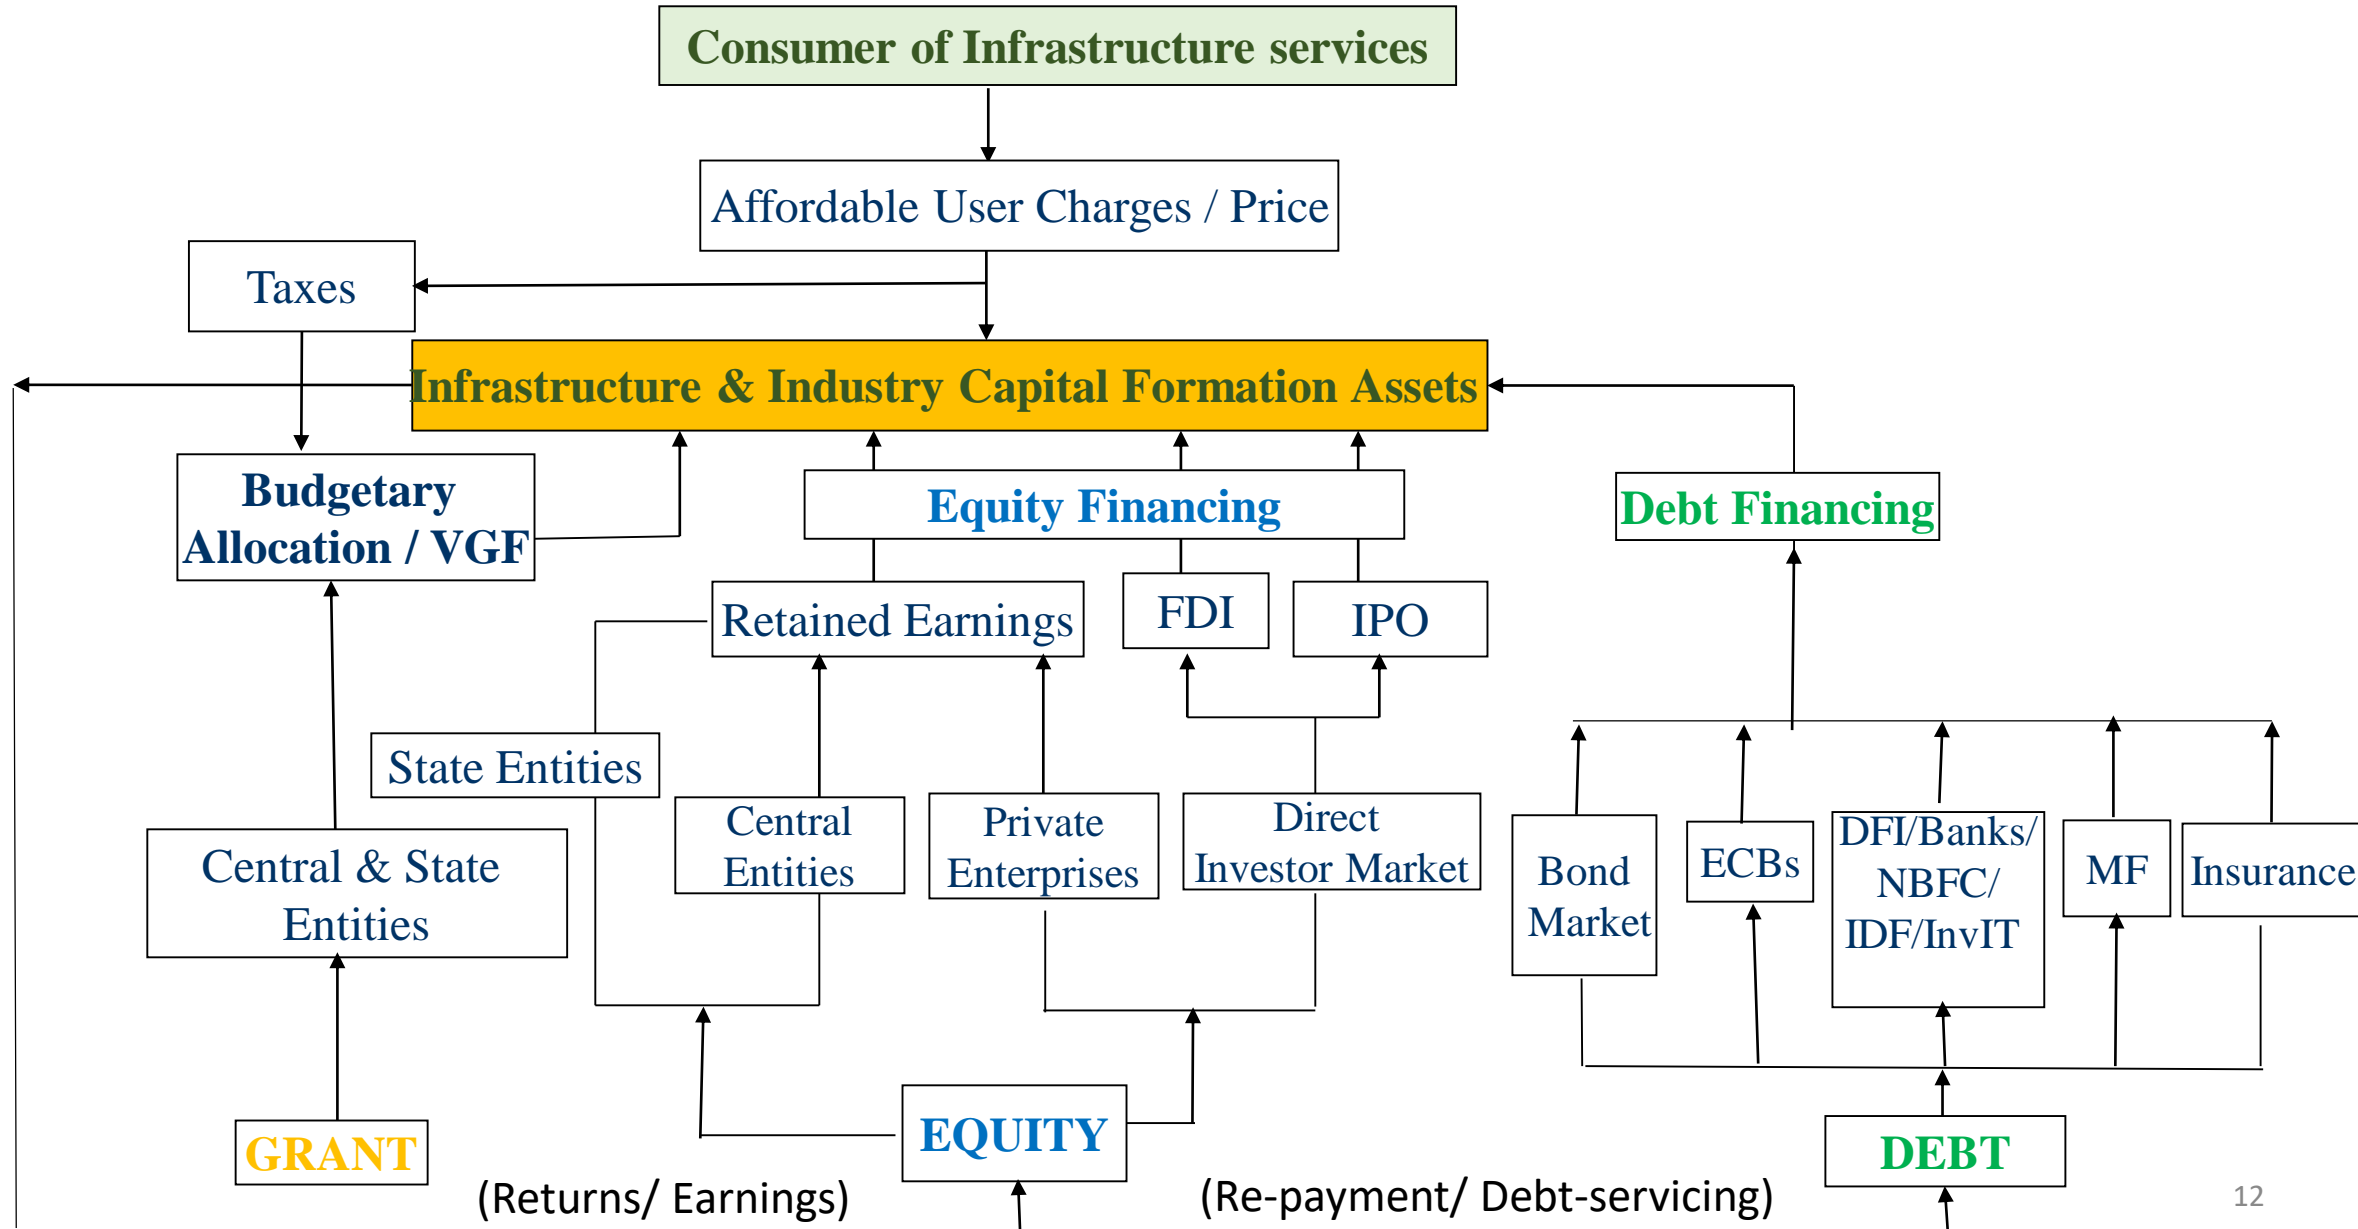 Consumer of Infrastructure services
Affordable User Charges / Price
Taxes
Infrastructure & Industry Capital Formation Assets
Budgetary
Allocation / VGF
Equity Financing
Debt Financing
Retained Earnings
FDI
IPO
State Entities
Central
Entities
Private
Enterprises
Direct
Investor Market
Central & State
Entities
Bond
Market
ECBs
DFI/Banks/
NBFC/
IDF/InvIT
MF
Insurance
GRANT
EQUITY
DEBT
(Returns/ Earnings)
(Re-payment/ Debt-servicing)
12